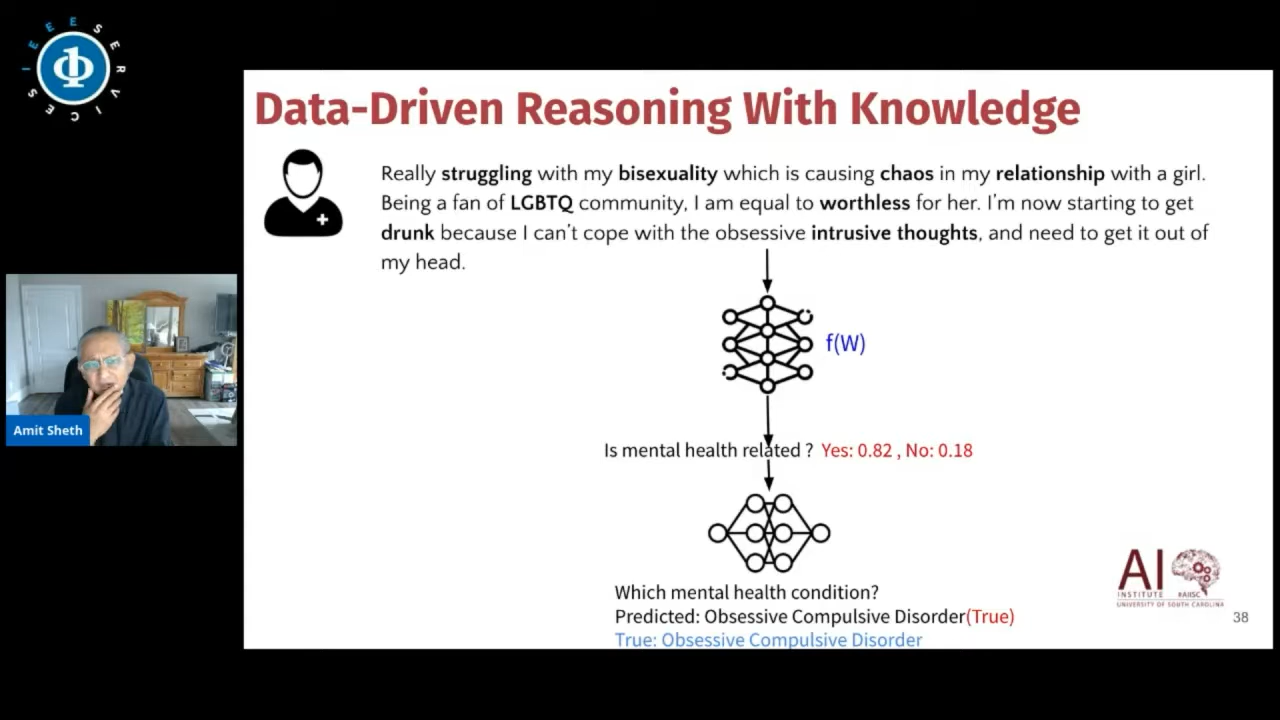 IEEE SERVICES
Data-Driven Reasoning With Knowledge
Really struggling with my bisexuality which is causing chaos in my relationship with a girl.
Being a fan of LGBTQ community, I am equal to worthless for her. I'm now starting to get
drunk because I can't cope with the obsessive intrusive thoughts, and need to get it out of
my head.
f(W)
Amit Sheth
Is mental health related ? Yes: 0.82 , No: 0.18
Which mental health condition?
Predicted: Obsessive Compulsive Disorder(True)
True: Obsessive Compulsive Disorder
AI
INSTITUTE #AIISC
UNIVERSITY OF SOUTH CAROLINA
38